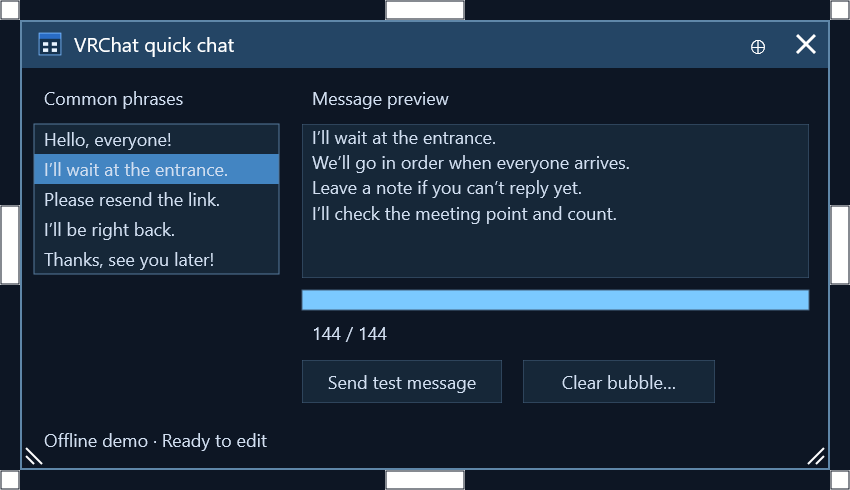 VRChat quick chat
Common phrases
Hello, everyone!
I’ll wait at the entrance.
Please resend the link.
I’ll be right back.
Thanks, see you later!
Message preview
I’ll wait at the entrance.
We’ll go in order when everyone arrives.
Leave a note if you can’t reply yet.
I’ll check the meeting point and count.
144 / 144
Send test message
Clear bubble...
Offline demo · Ready to edit